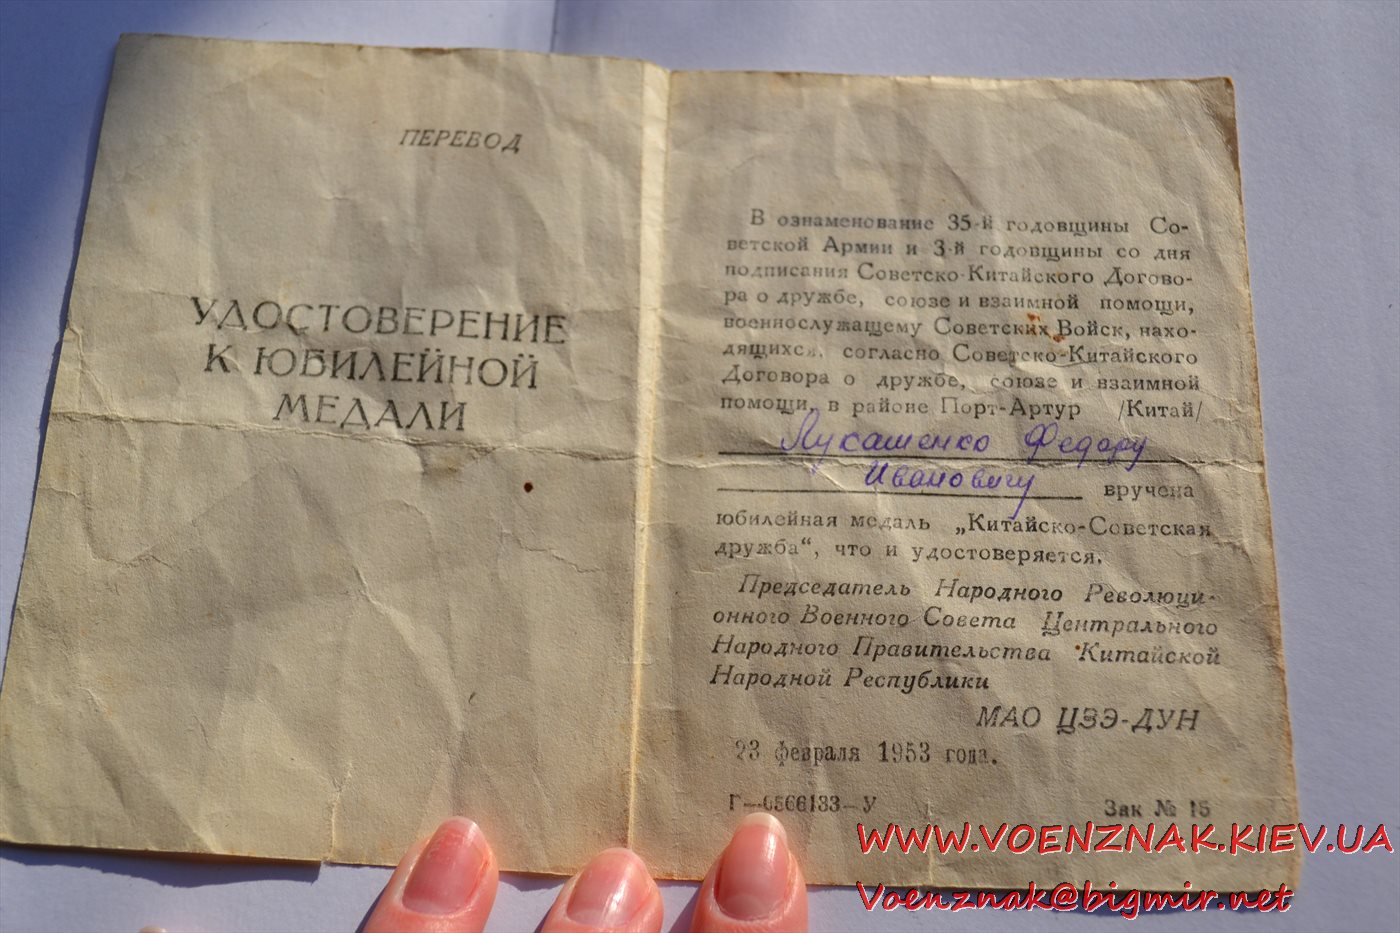 ПЕРЕВОД
УДОСТОВЕРЕНИЕ
К ЮБИЛЕЙНОЙ
МЕДАЛИ
В ознаменование 35-й годовщины Со-
ветской Армии и 3-й годовщины со дня
подписания Советско-Китайского Догово-
ра о дружбе, союзе и взаимной помощи,
военнослужащему Советских Войск, нахо-
дящихся, согласно Советско-Китайского
Договора о дружбе, союзе и взаимной
помощи, в районе Порт-Артур /Китай/
Лукашенко Федору
Ивановичу вручена
юбилейная медаль „Китайско-Советская
дружба“, что и удостоверяется.
Председатель Народного Революци-
онного Военного Совета Центрального
Народного Правительства Китайской
Народной Республики
МАО ЦЗЭ-ДУН
23 февраля 1953 года.
Г—0566133—У Зак № 15
WWW.VOENZNAK.KIEV.UA
Voenznak@bigmir.net